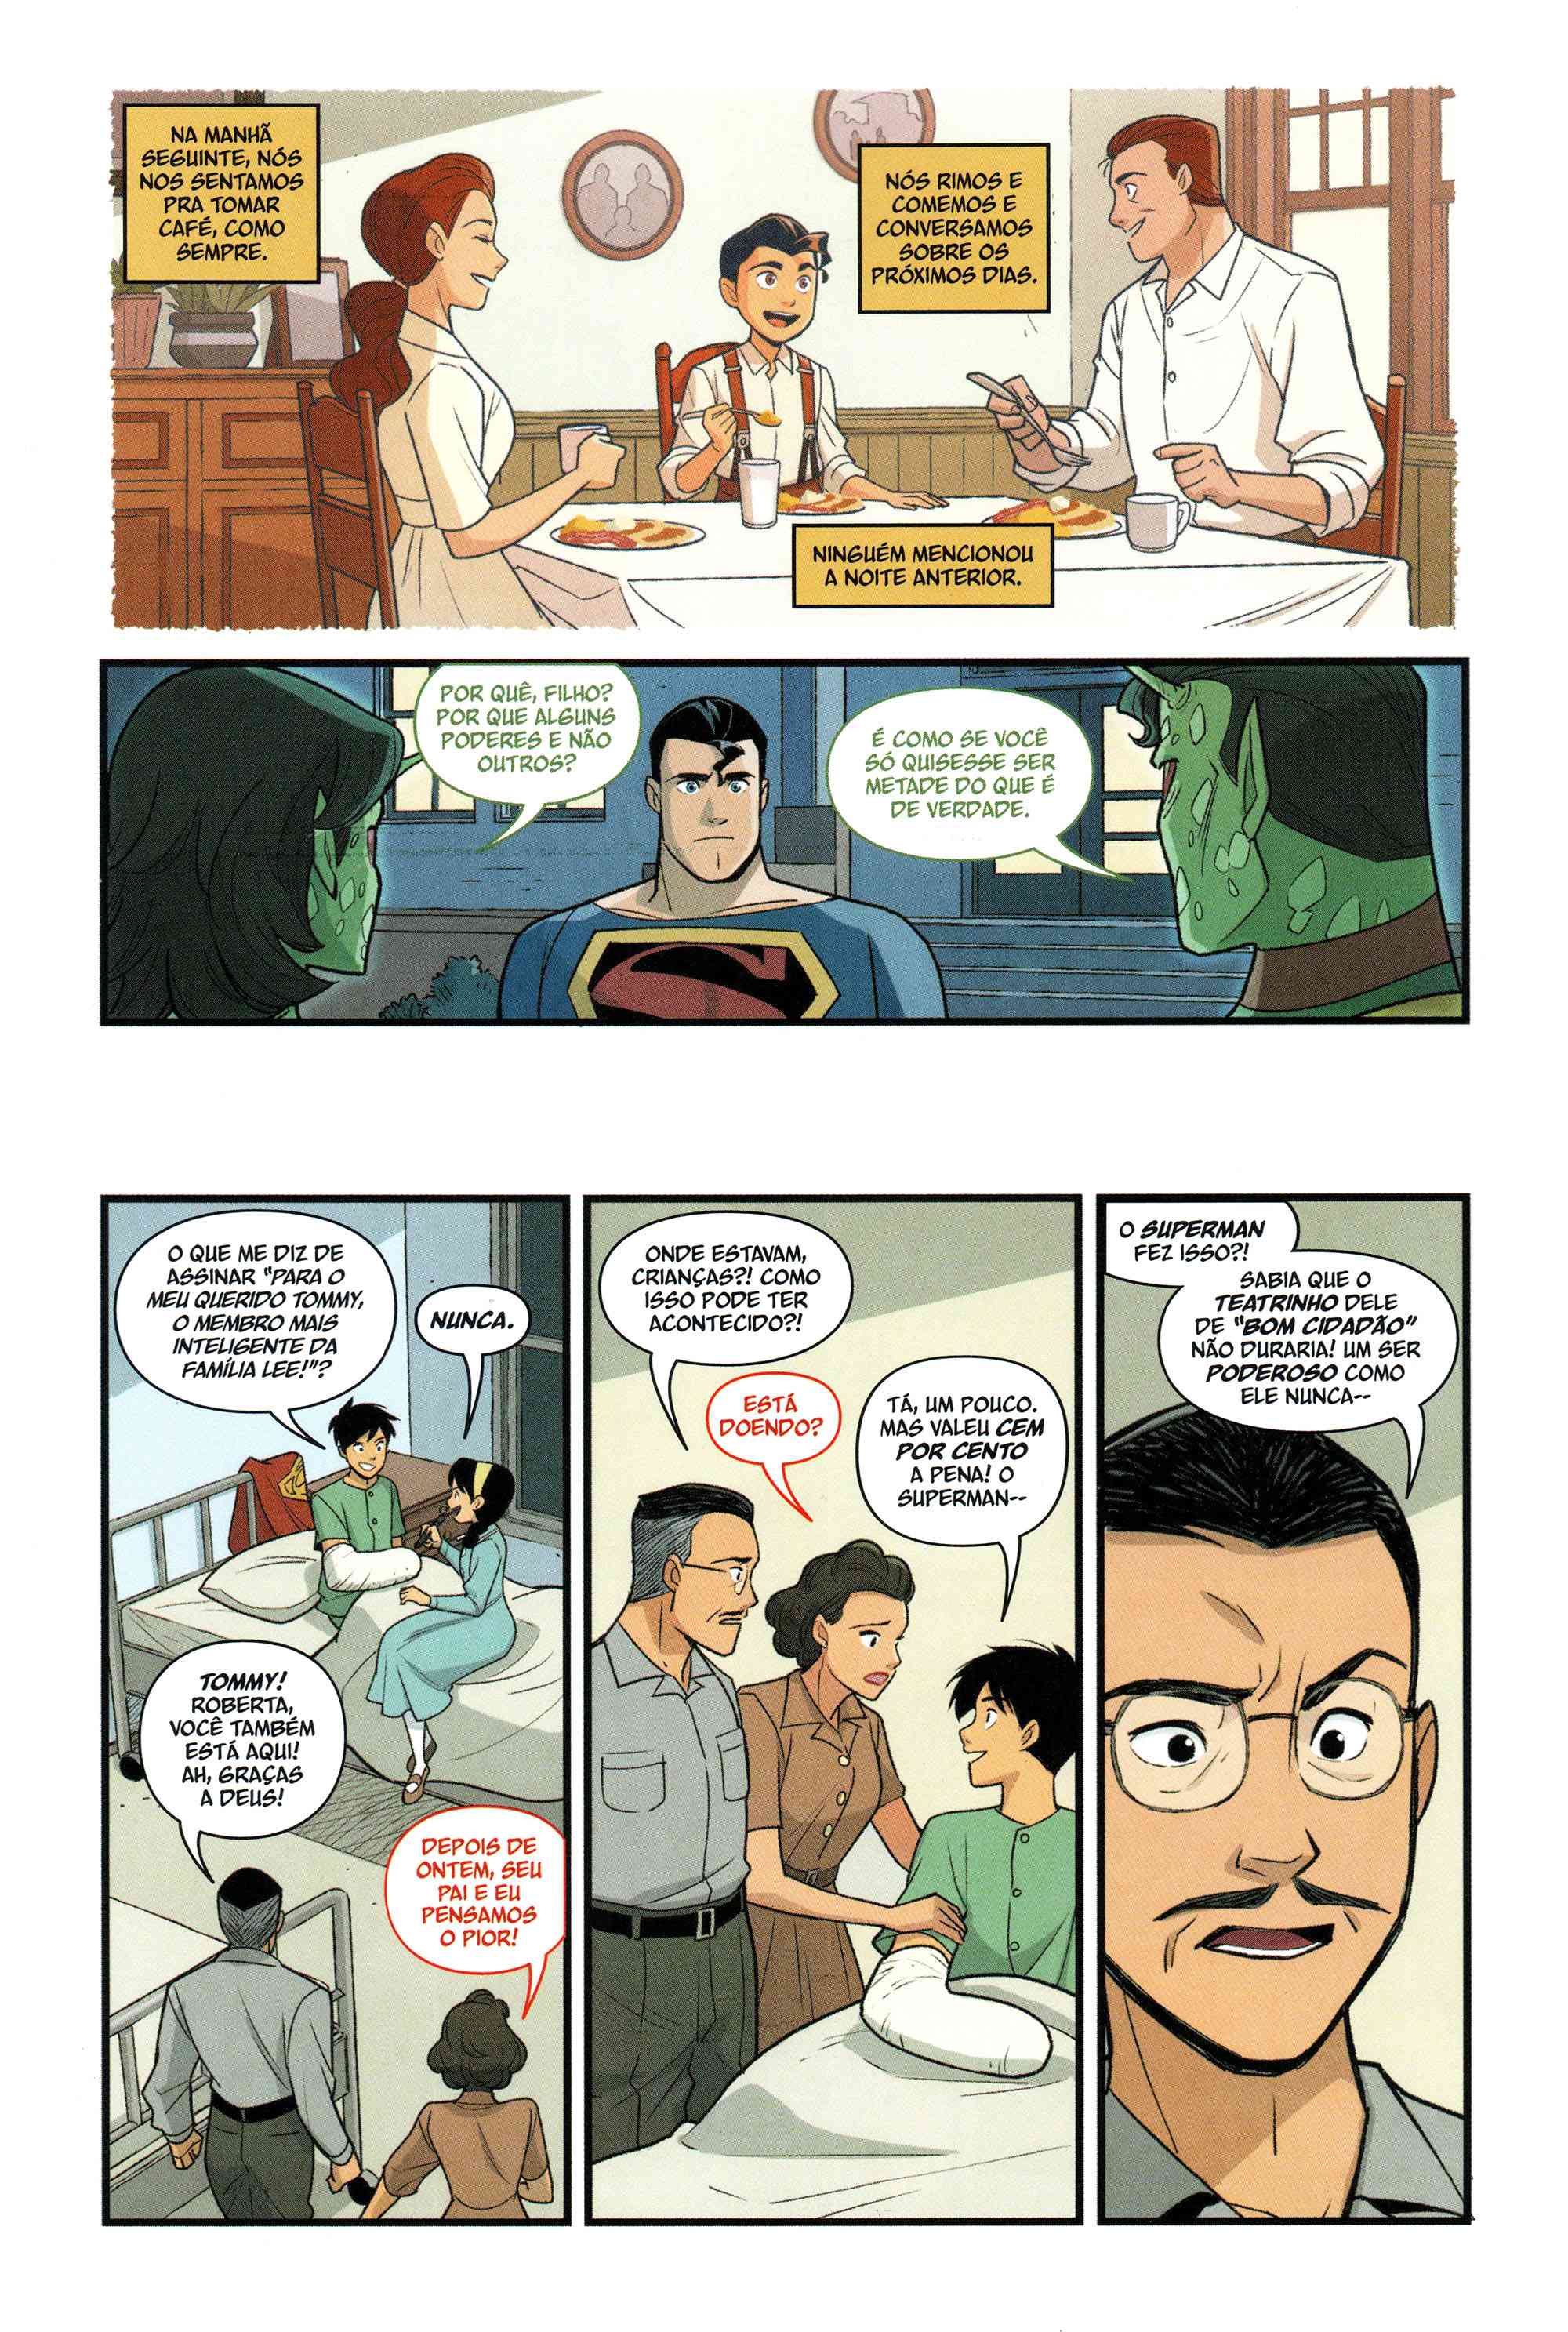 NA MANHÃ
SEGUINTE, NÓS
NOS SENTAMOS
PRA TOMAR
CAFÉ, COMO
SEMPRE.
NÓS RIMOS E
COMEMOS E
CONVERSAMOS
SOBRE OS
PRÓXIMOS DIAS.
NINGUÉM MENCIONOU
A NOITE ANTERIOR.
POR QUÊ, FILHO?
POR QUE ALGUNS
PODERES E NÃO
OUTROS?
É COMO SE VOCÊ
SÓ QUISESSE SER
METADE DO QUE É
DE VERDADE.
O QUE ME DIZ DE
ASSINAR “PARA O
MEU QUERIDO TOMMY,
O MEMBRO MAIS
INTELIGENTE DA
FAMÍLIA LEE!”?
NUNCA.
TOMMY!
ROBERTA,
VOCÊ TAMBÉM
ESTÁ AQUI!
AH, GRAÇAS
A DEUS!
DEPOIS DE
ONTEM, SEU
PAI E EU
PENSAMOS
O PIOR!
ONDE ESTAVAM,
CRIANÇAS?! COMO
ISSO PODE TER
ACONTECIDO?!
ESTÁ
DOENDO?
TÁ, UM POUCO.
MAS VALEU CEM
POR CENTO
A PENA! O
SUPERMAN--
O SUPERMAN
FEZ ISSO?!
SABIA QUE O
TEATRINHO DELE
DE “BOM CIDADÃO”
NÃO DURARIA! UM SER
PODEROSO COMO
ELE NUNCA--